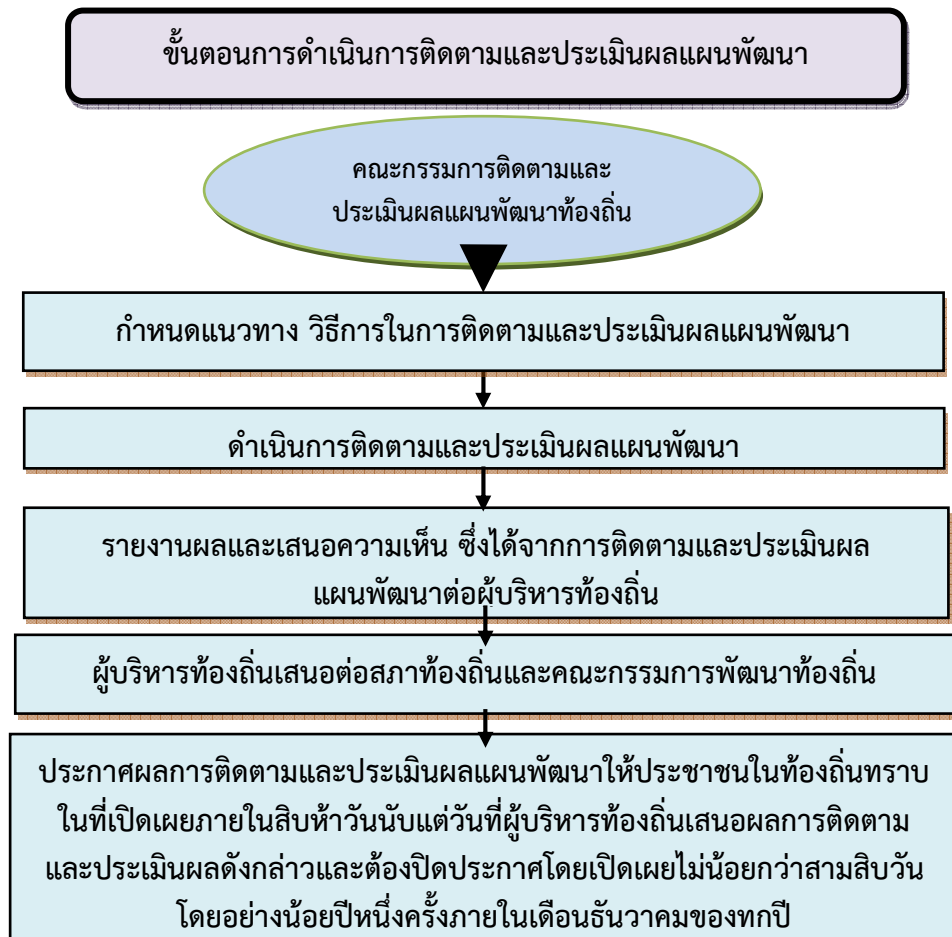 ขั้นตอนการดำเนินการติดตามและประเมินผลแผนพัฒนา
คณะกรรมการติดตามและ
ประเมินผลแผนพัฒนาท้องถิ่น
กำหนดแนวทาง วิธีการในการติดตามและประเมินผลแผนพัฒนา
ดำเนินการติดตามและประเมินผลแผนพัฒนา
รายงานผลและเสนอความเห็น ซึ่งได้จากการติดตามและประเมินผล
แผนพัฒนาต่อผู้บริหารท้องถิ่น
ผู้บริหารท้องถิ่นเสนอต่อสภาท้องถิ่นและคณะกรรมการพัฒนาท้องถิ่น
ประกาศผลการติดตามและประเมินผลแผนพัฒนาให้ประชาชนในท้องถิ่นทราบ
ในที่เปิดเผยภายในสิบห้าวันนับแต่วันที่ผู้บริหารท้องถิ่นเสนอผลการติดตาม
และประเมินผลดังกล่าวและต้องปิดประกาศโดยเปิดเผยไม่น้อยกว่าสามสิบวัน
โดยอย่างน้อยปีหนึ่งครั้งภายในเดือนธันวาคมของทุกปี